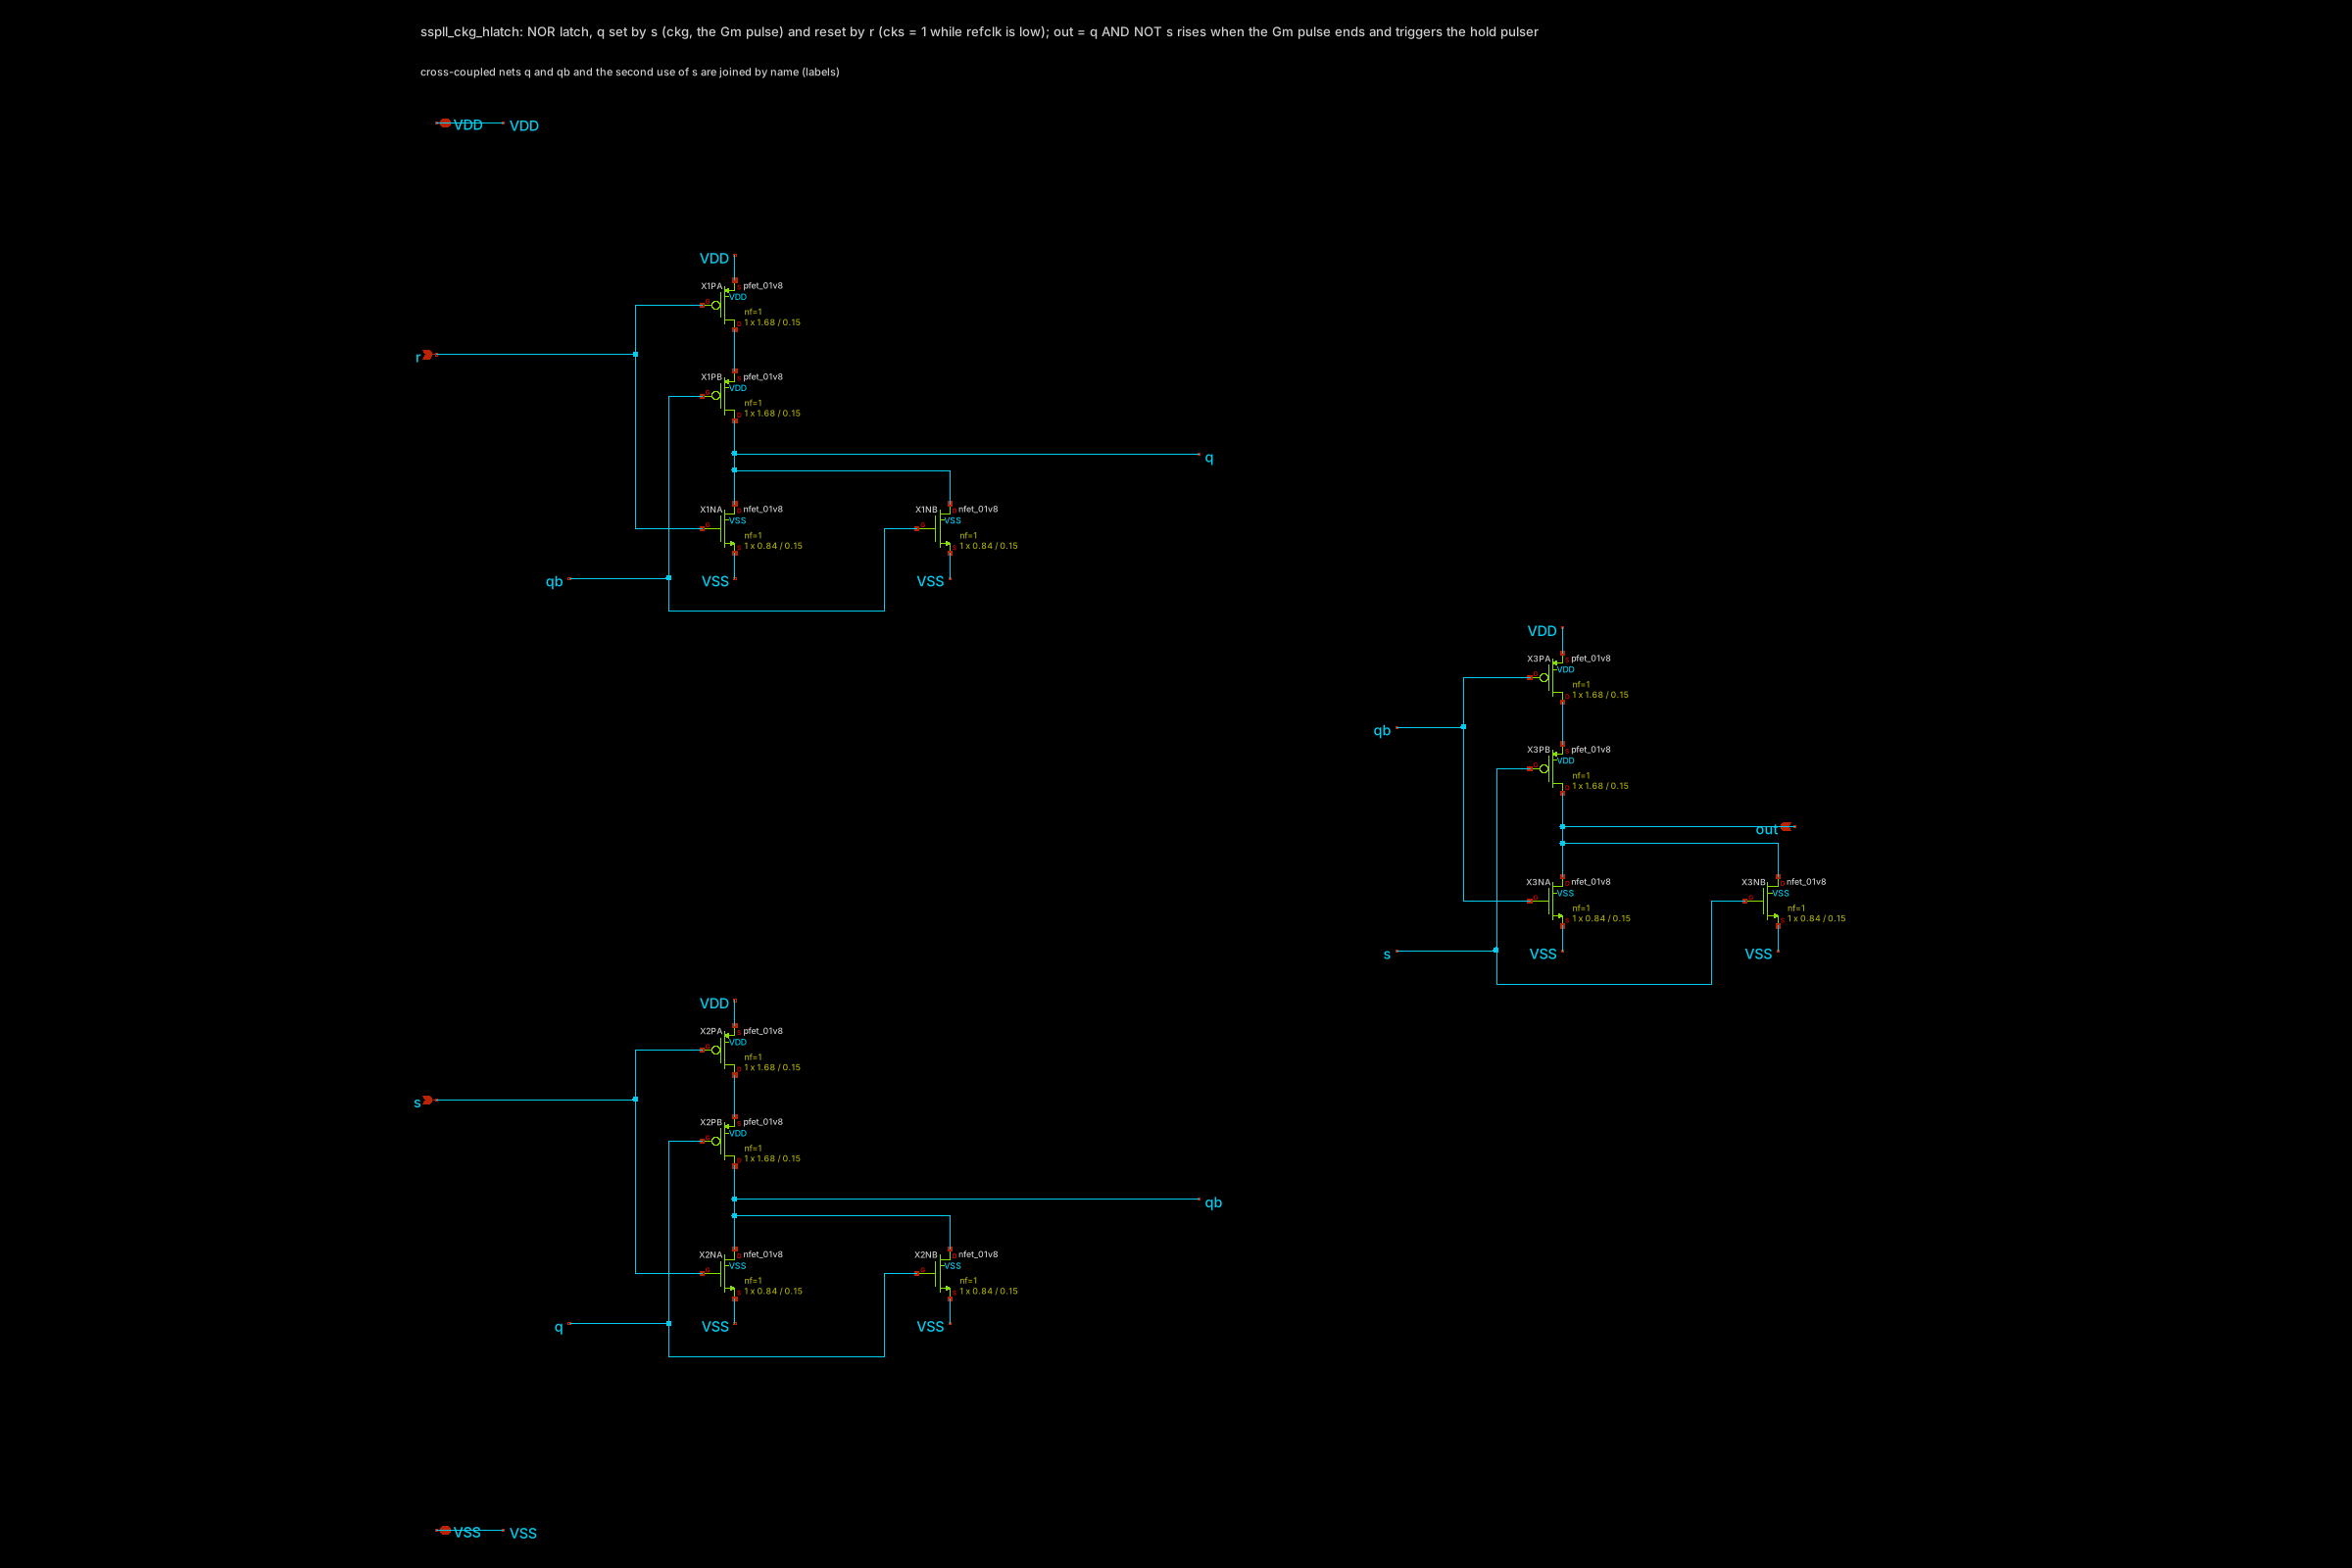 sspll_ckg_hlatch: NOR latch, q set by s (ckg, the Gm pulse) and reset by r (cks = 1 while refclk is low); out = q AND NOT s rises when the Gm pulse ends and triggers the hold pulser
cross-coupled nets q and qb and the second use of s are joined by name (labels)
VDD VDD
VDD
X1PA pfet_01v8
G S VDD
nf=1
D 1 x 1.68 / 0.15
r
X1PB pfet_01v8
G S VDD
nf=1
D 1 x 1.68 / 0.15
q
X1NA nfet_01v8
G D VSS
nf=1
S 1 x 0.84 / 0.15
X1NB nfet_01v8
G D VSS
nf=1
S 1 x 0.84 / 0.15
qb VSS VSS
VDD
X3PA pfet_01v8
G S VDD
nf=1
D 1 x 1.68 / 0.15
qb
X3PB pfet_01v8
G S VDD
nf=1
D 1 x 1.68 / 0.15
out
X3NA nfet_01v8
G D VSS
nf=1
S 1 x 0.84 / 0.15
X3NB nfet_01v8
G D VSS
nf=1
S 1 x 0.84 / 0.15
s VSS VSS
VDD
X2PA pfet_01v8
G S VDD
nf=1
D 1 x 1.68 / 0.15
s
X2PB pfet_01v8
G S VDD
nf=1
D 1 x 1.68 / 0.15
qb
X2NA nfet_01v8
G D VSS
nf=1
S 1 x 0.84 / 0.15
X2NB nfet_01v8
G D VSS
nf=1
S 1 x 0.84 / 0.15
q VSS VSS
VSS VSS